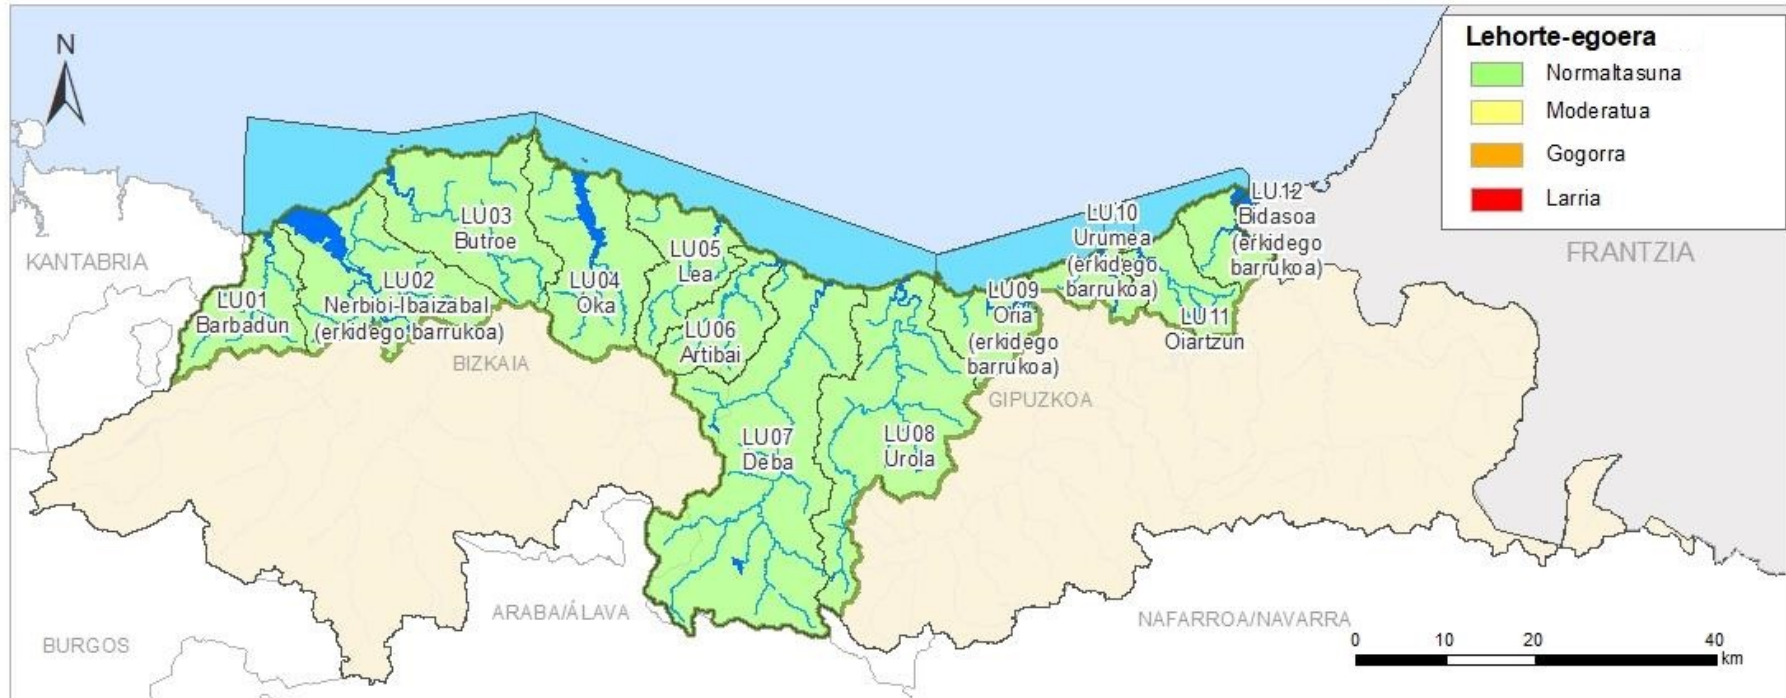 N
Lehorte-egoera
Normaltasuna
Moderatua
Gogorra
Larria
KANTABRIA
FRANTZIA
LU01
Barbadun
LU02
Nerbioi-Ibaizabal
(erkidego barrukoa)
LU03
Butroe
LU04
Oka
LU05
Lea
LU06
Artibai
LU07
Deba
LU08
Urola
LU09
Oria
(erkidego
barrukoa)
LU10
Urumea
(erkidego
barrukoa)
LU11
Oiartzun
LU12
Bidasoa
(erkidego
barrukoa)
BIZKAIA
GIPUZKOA
ARABA/ÁLAVA
BURGOS
NAFARROA/NAVARRA
0 10 20 40
km